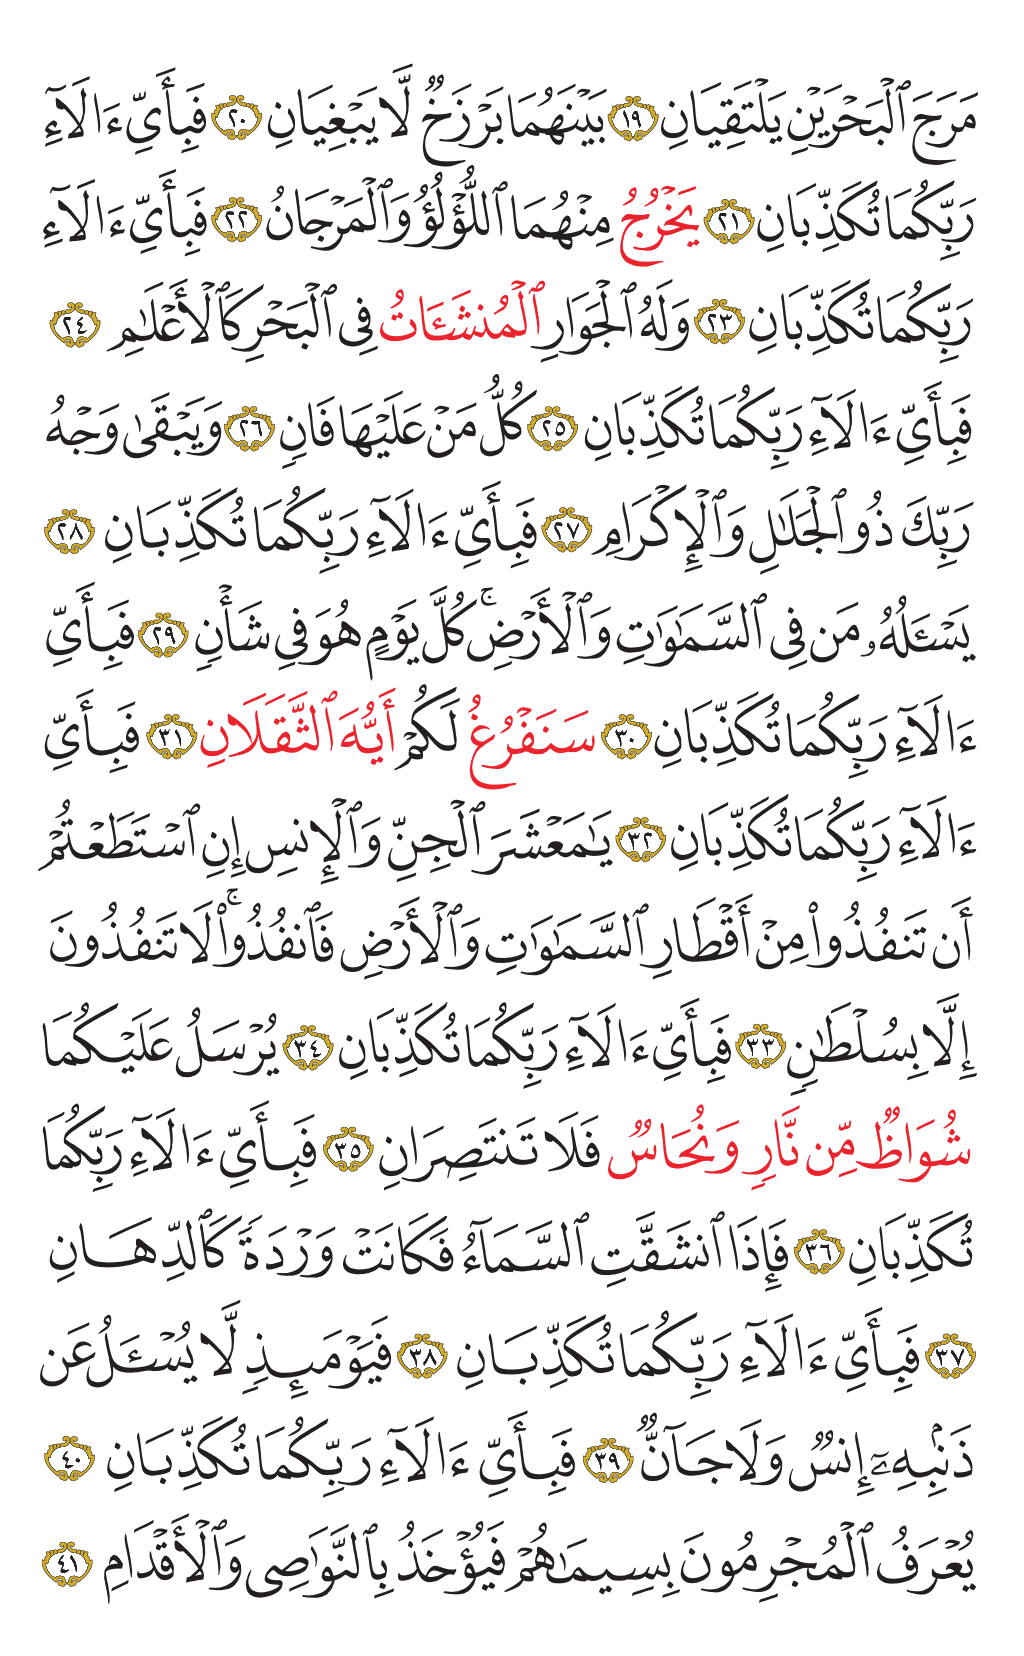 مَرَجَ ٱلْبَحْرَيْنِ يَلْتَقِيَانِ ١٩ بَيْنَهُمَا بَرْزَخٌ لَّا يَبْغِيَانِ ٢٠ فَبِأَيِّ ءَالَآءِ
رَبِّكُمَا تُكَذِّبَانِ ٢١ يَخْرُجُ مِنْهُمَا ٱللُّؤْلُؤُ وَٱلْمَرْجَانُ ٢٢ فَبِأَيِّ ءَالَآءِ
رَبِّكُمَا تُكَذِّبَانِ ٢٣ وَلَهُ ٱلْجَوَارِ ٱلْمُنشَـَٔاتُ فِي ٱلْبَحْرِ كَٱلْأَعْلَٰمِ ٢٤
فَبِأَيِّ ءَالَآءِ رَبِّكُمَا تُكَذِّبَانِ ٢٥ كُلُّ مَنْ عَلَيْهَا فَانٖ ٢٦ وَيَبْقَىٰ وَجْهُ
رَبِّكَ ذُو ٱلْجَلَٰلِ وَٱلْإِكْرَامِ ٢٧ فَبِأَيِّ ءَالَآءِ رَبِّكُمَا تُكَذِّبَانِ ٢٨
يَسْـَٔلُهُۥ مَن فِي ٱلسَّمَٰوَٰتِ وَٱلْأَرْضِۚ كُلَّ يَوْمٍ هُوَ فِي شَأْنٖ ٢٩ فَبِأَيِّ
ءَالَآءِ رَبِّكُمَا تُكَذِّبَانِ ٣٠ سَنَفْرُغُ لَكُمْ أَيُّهَ ٱلثَّقَلَانِ ٣١ فَبِأَيِّ
ءَالَآءِ رَبِّكُمَا تُكَذِّبَانِ ٣٢ يَٰمَعْشَرَ ٱلْجِنِّ وَٱلْإِنسِ إِنِ ٱسْتَطَعْتُمْ
أَن تَنفُذُوا۟ مِنْ أَقْطَارِ ٱلسَّمَٰوَٰتِ وَٱلْأَرْضِ فَٱنفُذُوا۟ۚ لَا تَنفُذُونَ
إِلَّا بِسُلْطَٰنٖ ٣٣ فَبِأَيِّ ءَالَآءِ رَبِّكُمَا تُكَذِّبَانِ ٣٤ يُرْسَلُ عَلَيْكُمَا
شُوَاظٌ مِّن نَّارٖ وَنُحَاسٌ فَلَا تَنتَصِرَانِ ٣٥ فَبِأَيِّ ءَالَآءِ رَبِّكُمَا
تُكَذِّبَانِ ٣٦ فَإِذَا ٱنشَقَّتِ ٱلسَّمَآءُ فَكَانَتْ وَرْدَةٗ كَٱلدِّهَانِ
٣٧ فَبِأَيِّ ءَالَآءِ رَبِّكُمَا تُكَذِّبَانِ ٣٨ فَيَوْمَئِذٖ لَّا يُسْـَٔلُ عَن
ذَنۢبِهِۦٓ إِنسٌ وَلَا جَآنٌّ ٣٩ فَبِأَيِّ ءَالَآءِ رَبِّكُمَا تُكَذِّبَانِ ٤٠
يُعْرَفُ ٱلْمُجْرِمُونَ بِسِيمَٰهُمْ فَيُؤْخَذُ بِٱلنَّوَٰصِي وَٱلْأَقْدَامِ ٤١